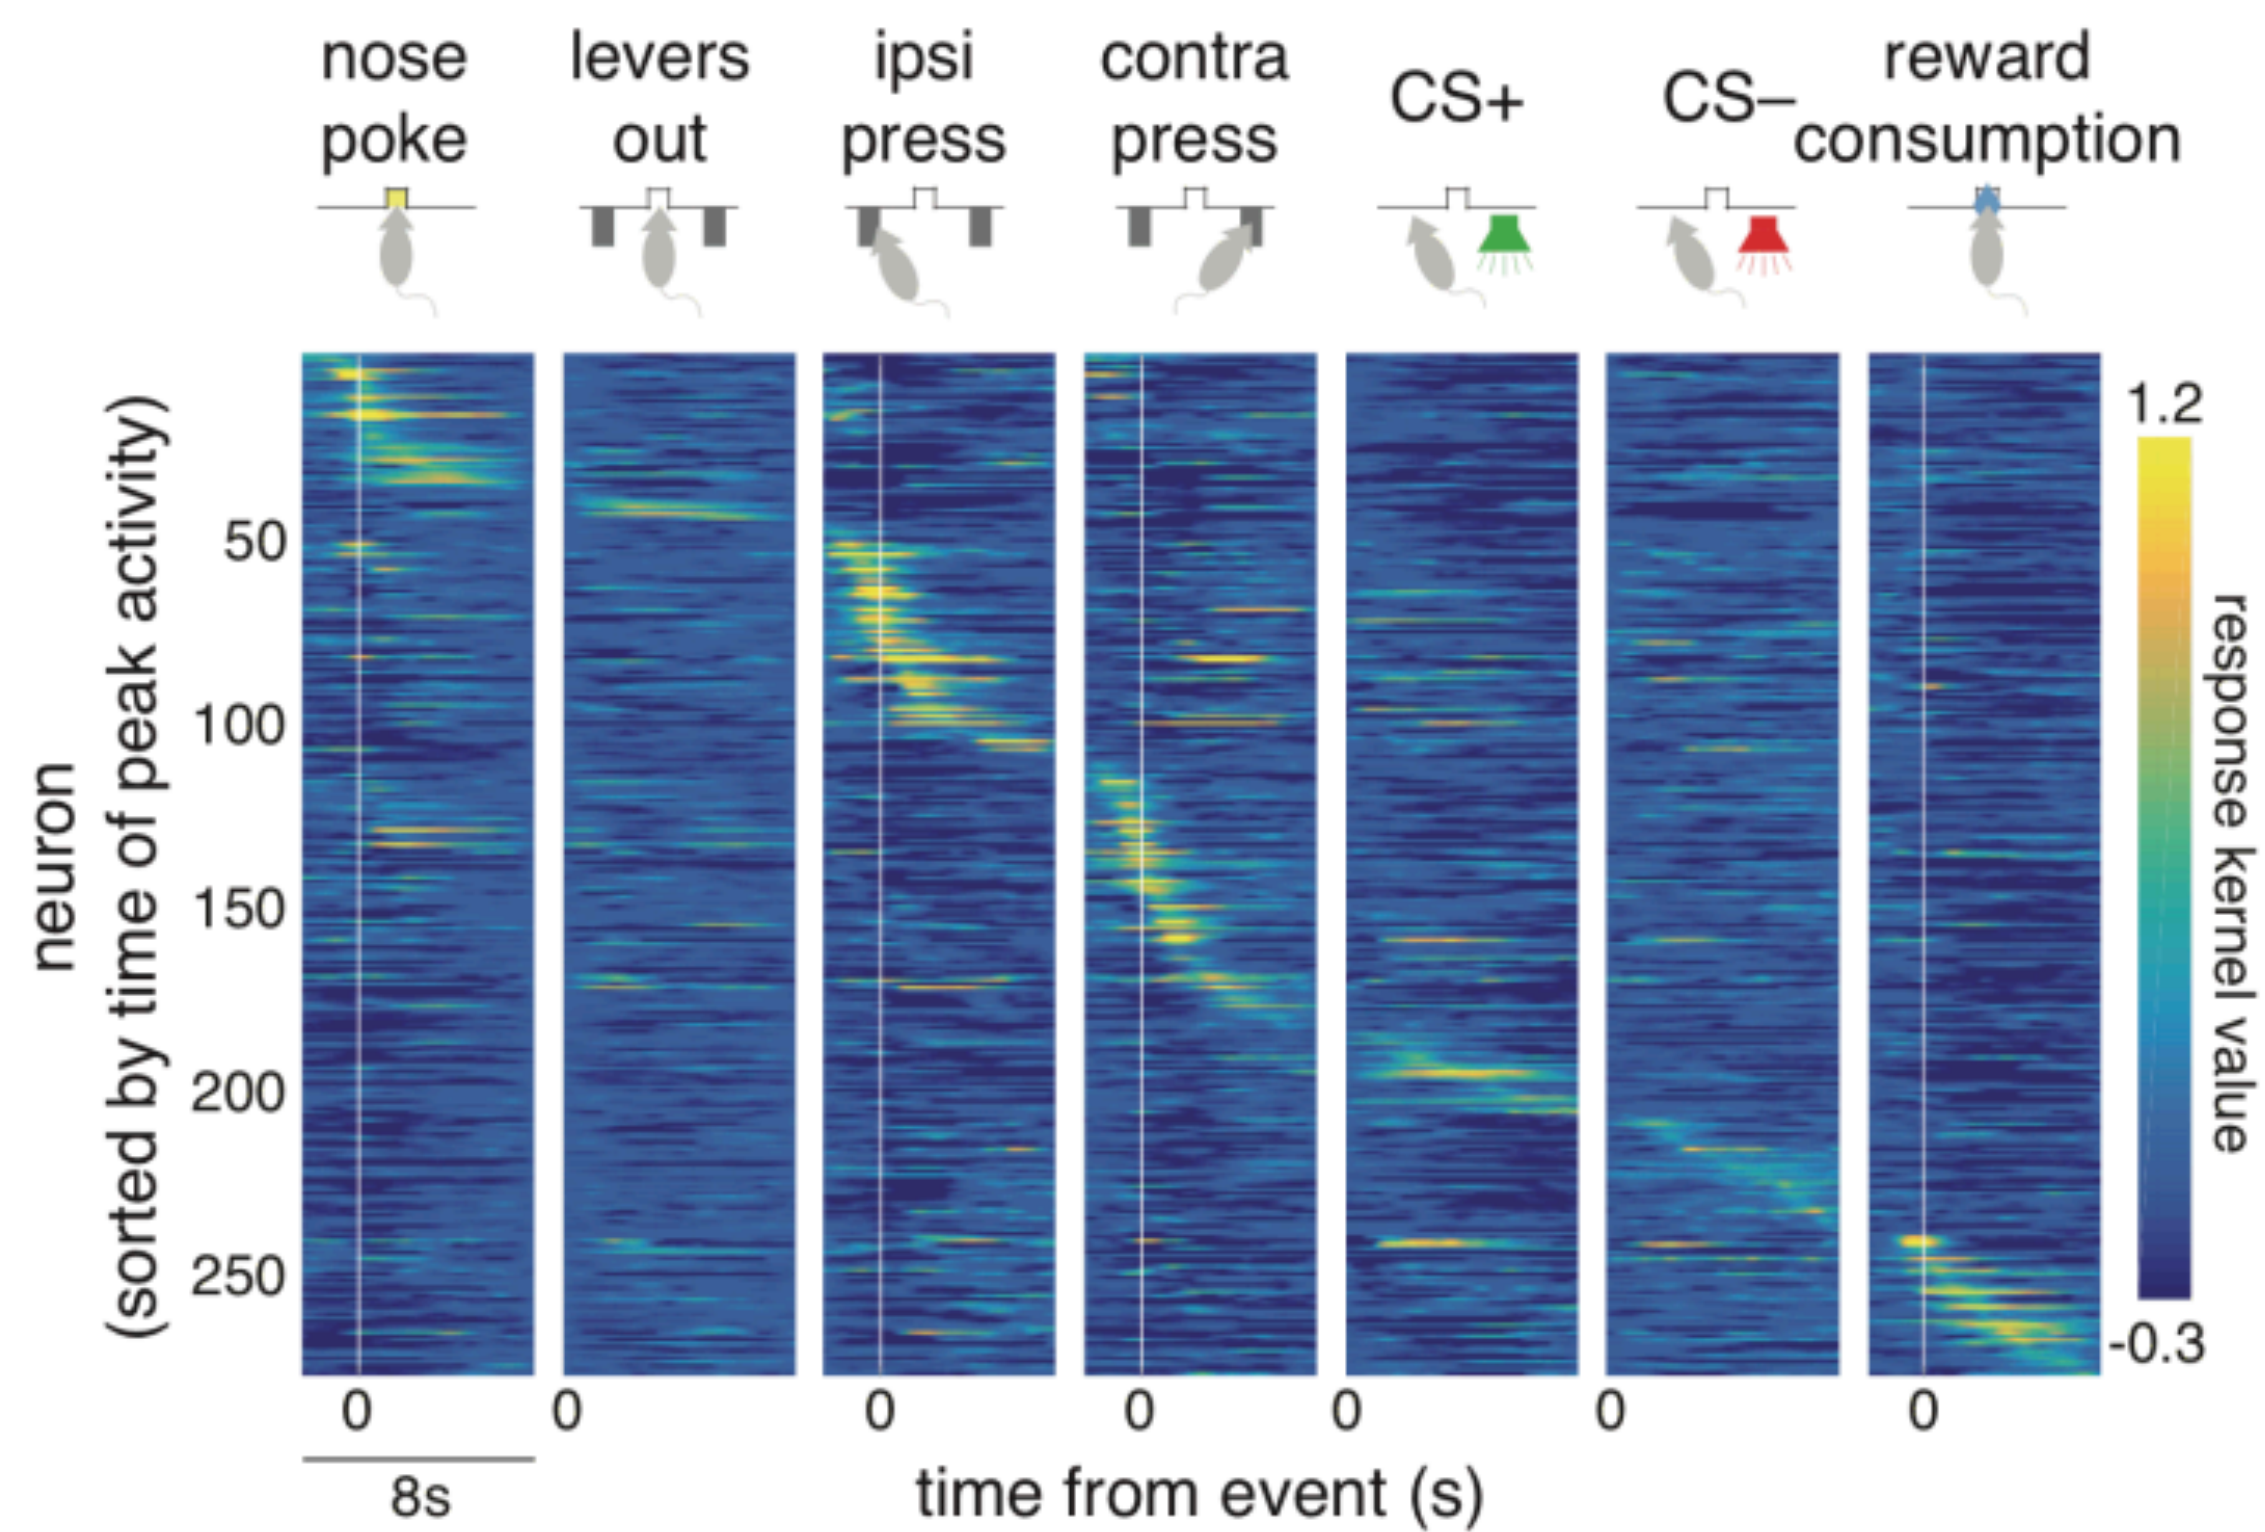 nose poke
levers out
ipsi press
contra press
CS+
CS–
reward consumption
neuron
(sorted by time of peak activity)
50
100
150
200
250
1.2
-0.3
response kernel value
0 0 0 0 0 0 0
8s
time from event (s)